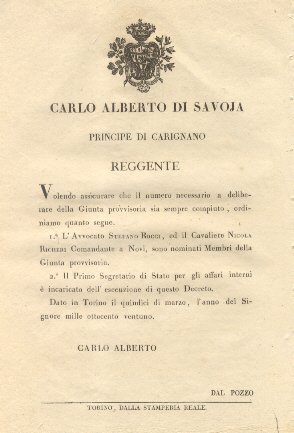 CARLO ALBERTO DI SAVOJA
PRINCIPE DI CARIGNANO
REGGENTE
Volendo assicurare che il numero necessario a delibe-
rare della Giunta provvisoria sia sempre compiuto, ordi-
niamo quanto segue.
1.° L'Avvocato STEFANO ROCCI, ed il Cavaliere NICOLA
RICHERI Comandante a Novi, sono nominati Membri della
Giunta provvisoria.
2.° Il Primo Segretario di Stato per gli affari interni
è incaricato dell'esecuzione di questo Decreto.
Dato in Torino il quindici di marzo, l'anno del Si-
gnore mille ottocento ventuno.
CARLO ALBERTO
DAL POZZO
TORINO, DALLA STAMPERIA REALE.